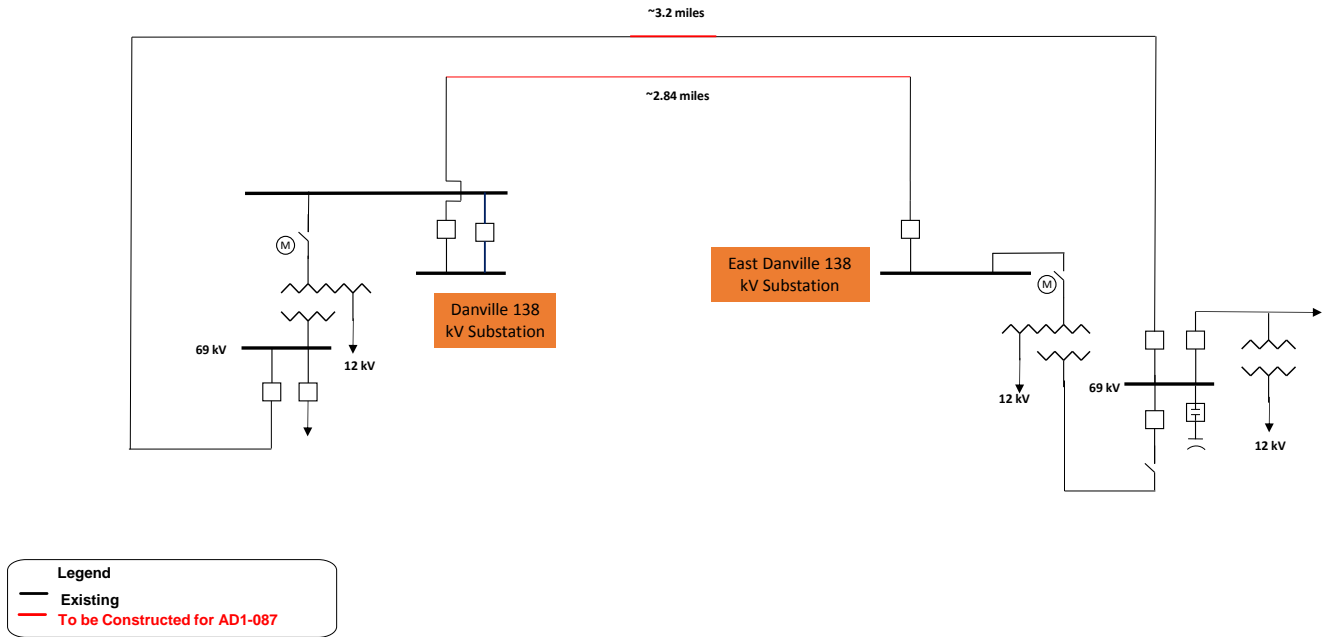 ~3.2 miles
~2.84 miles
M
Danville 138
kV Substation
69 kV
12 kV
East Danville 138
kV Substation
M
12 kV
69 kV
12 kV
Legend
Existing
To be Constructed for AD1-087